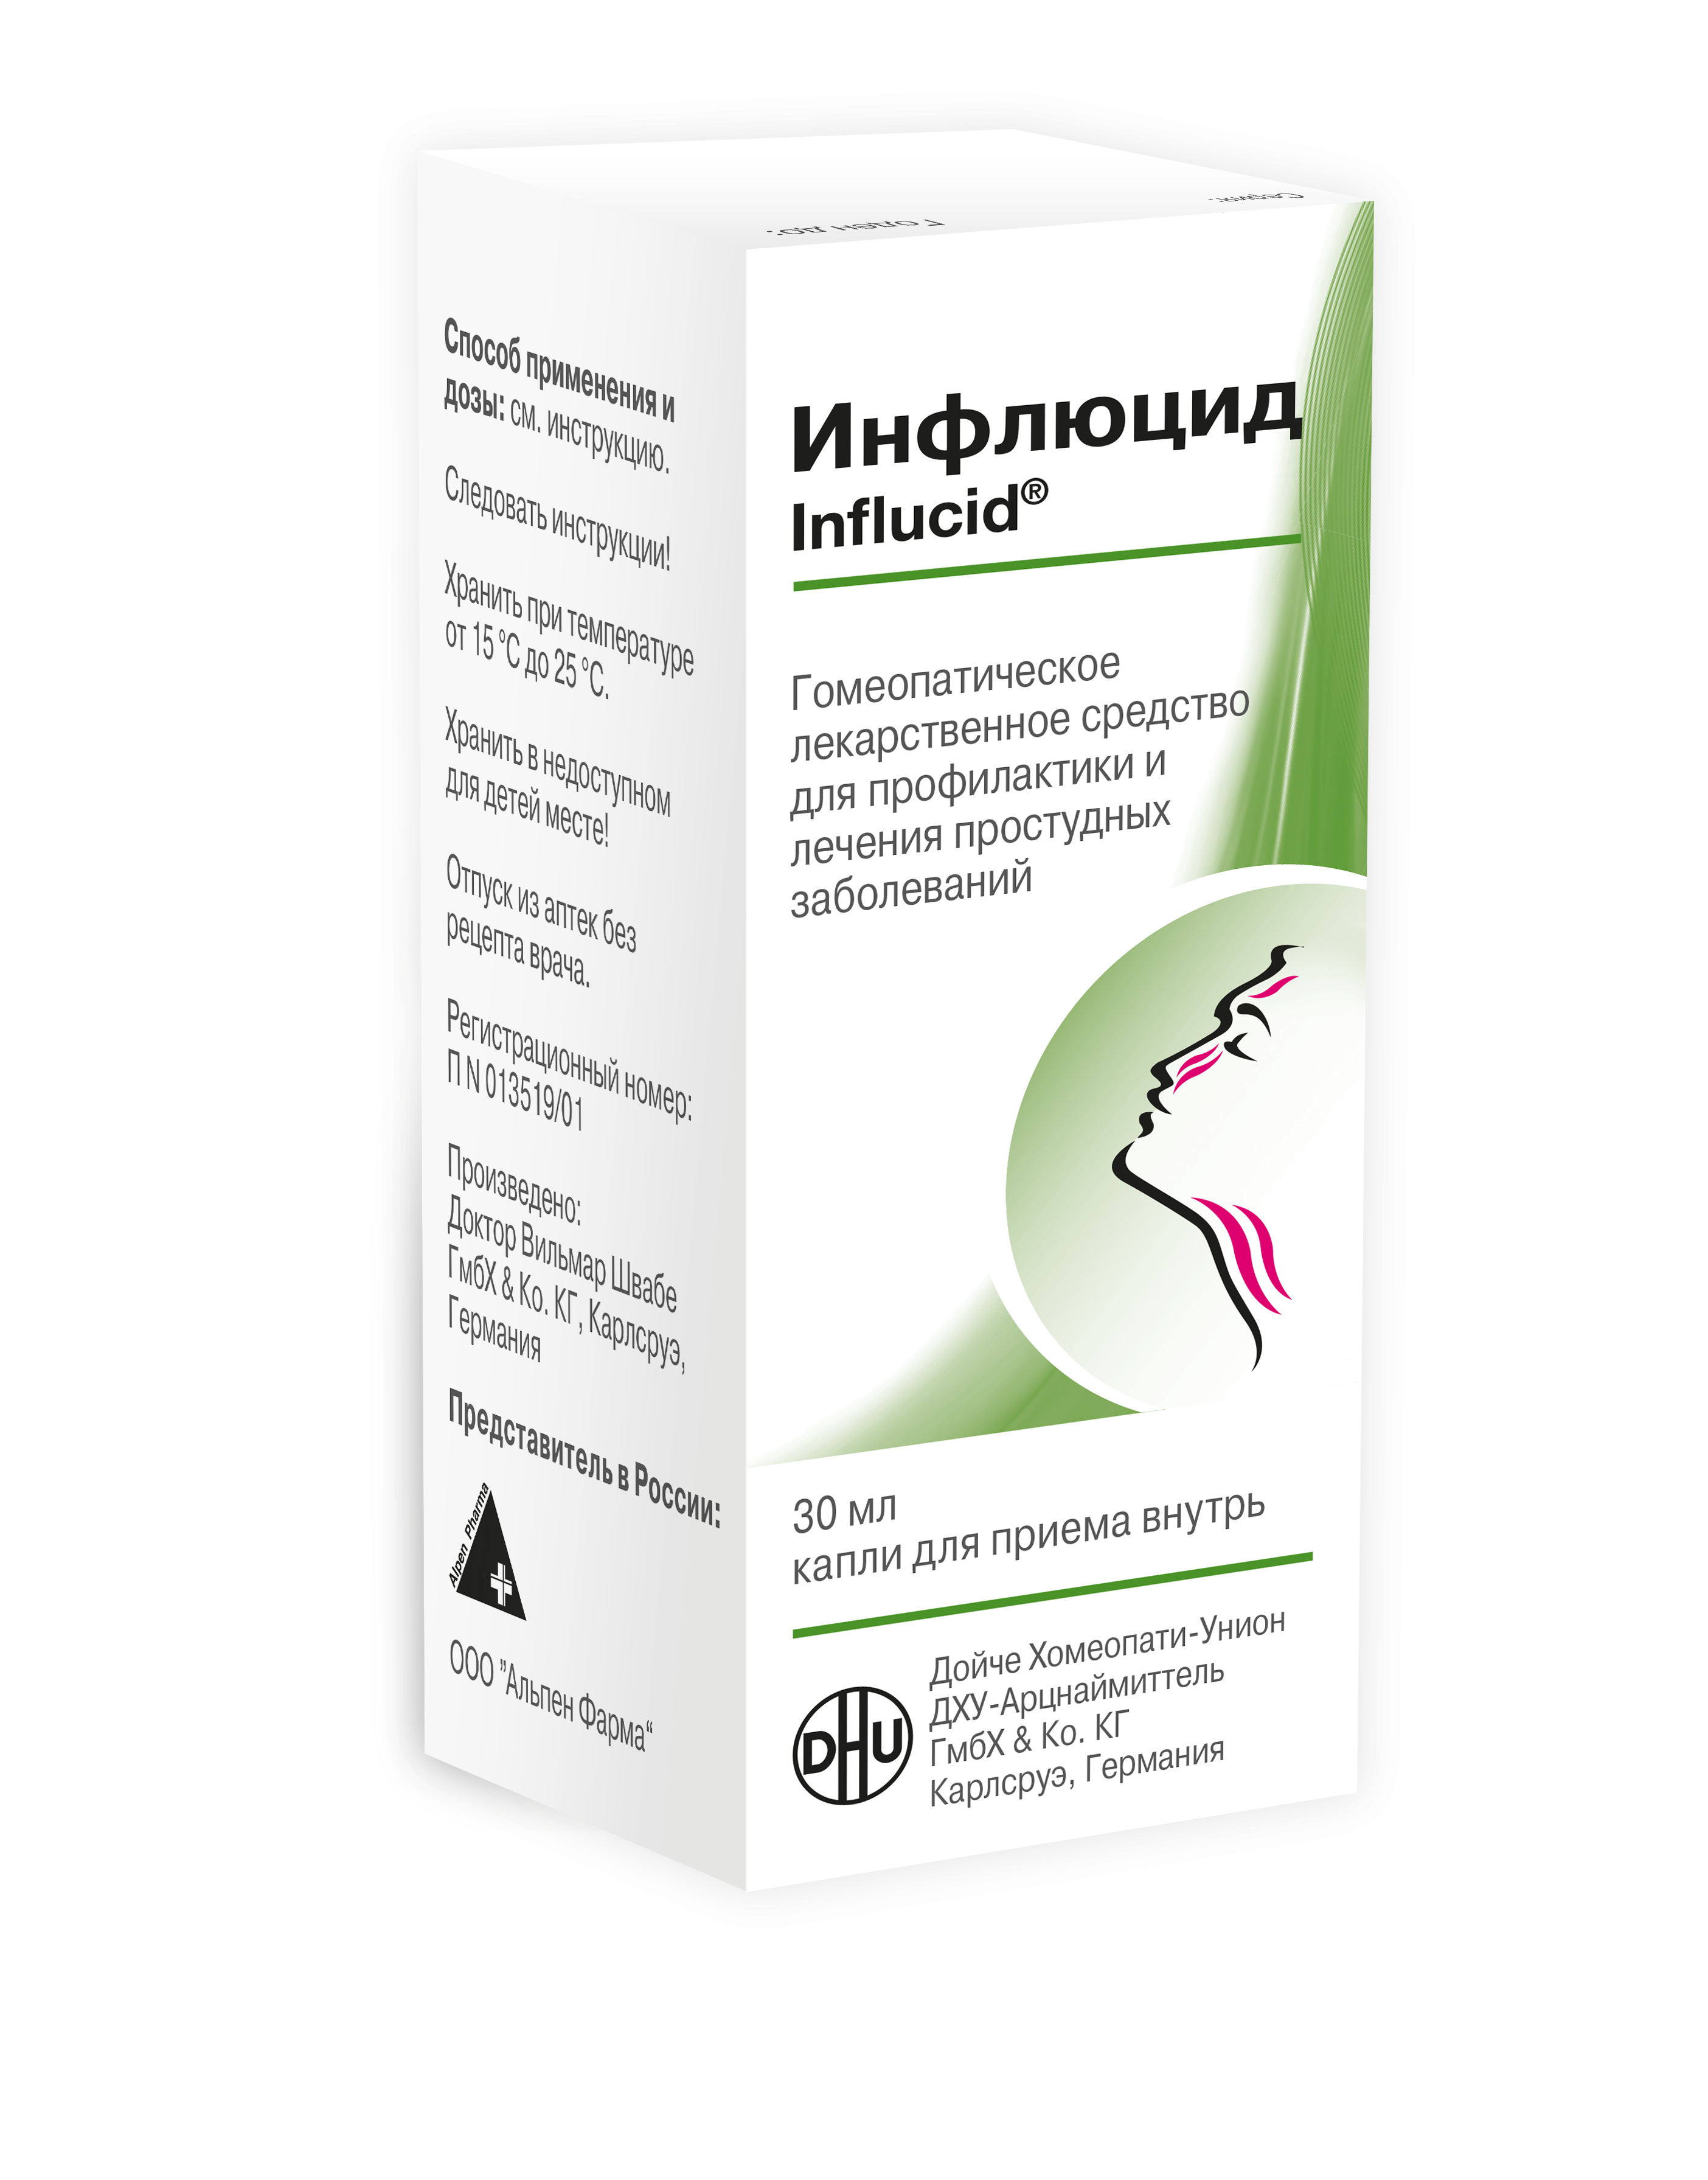 Годен до:
Серия:
Способ применения и
дозы: см. инструкцию.
Следовать инструкции!
Хранить при температуре
от 15 °C до 25 °C.
Хранить в недоступном
для детей месте!
Отпуск из аптек без
рецепта врача.
Регистрационный номер:
П N 013519/01
Произведено:
Доктор Вильмар Швабе
ГмбХ & Ко. КГ, Карлсруэ,
Германия
Представитель в России:
Alpen Pharma
ООО "Альпен Фарма“
Инфлюцид
Influcid®
Гомеопатическое
лекарственное средство
для профилактики и
лечения простудных
заболеваний
30 мл
капли для приема внутрь
DHU
Дойче Хомеопати-Унион
ДХУ-Арцнаймиттель
ГмбХ & Ко. КГ
Карлсруэ, Германия